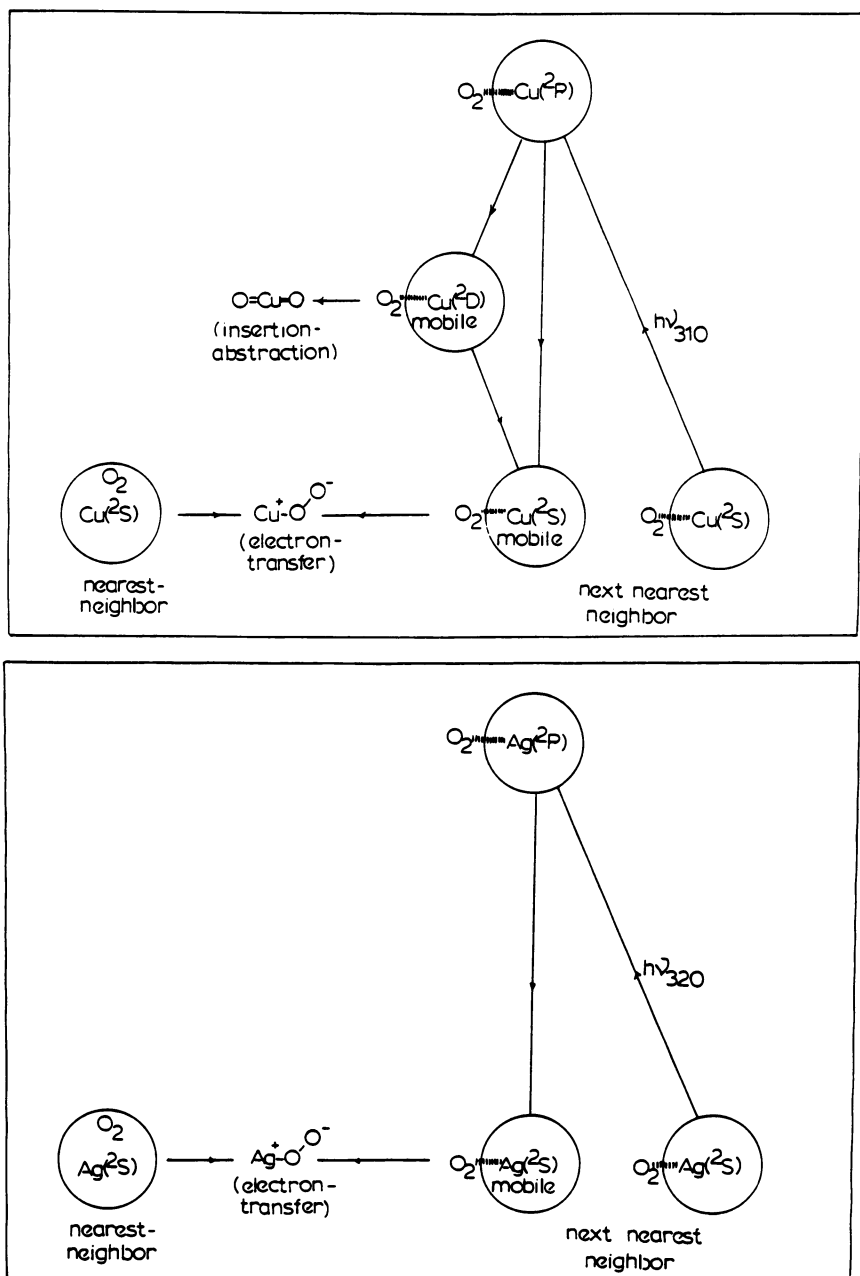 O₂ Cu(²P)
O=Cu=O O₂ Cu(²D)
mobile
(insertion-
abstraction)
hν₃₁₀
O₂
Cu(²S) Cu⁺-O O⁻ O₂ Cu(²S) O₂ Cu(²S)
mobile
(electron-
transfer)
nearest-
neighbor
next nearest
neighbor
O₂ Ag(²P)
hν₃₂₀
O₂
Ag(²S) Ag⁺-O O⁻ O₂ Ag(²S) O₂ Ag(²S)
mobile
(electron-
transfer)
nearest-
neighbor
next nearest
neighbor